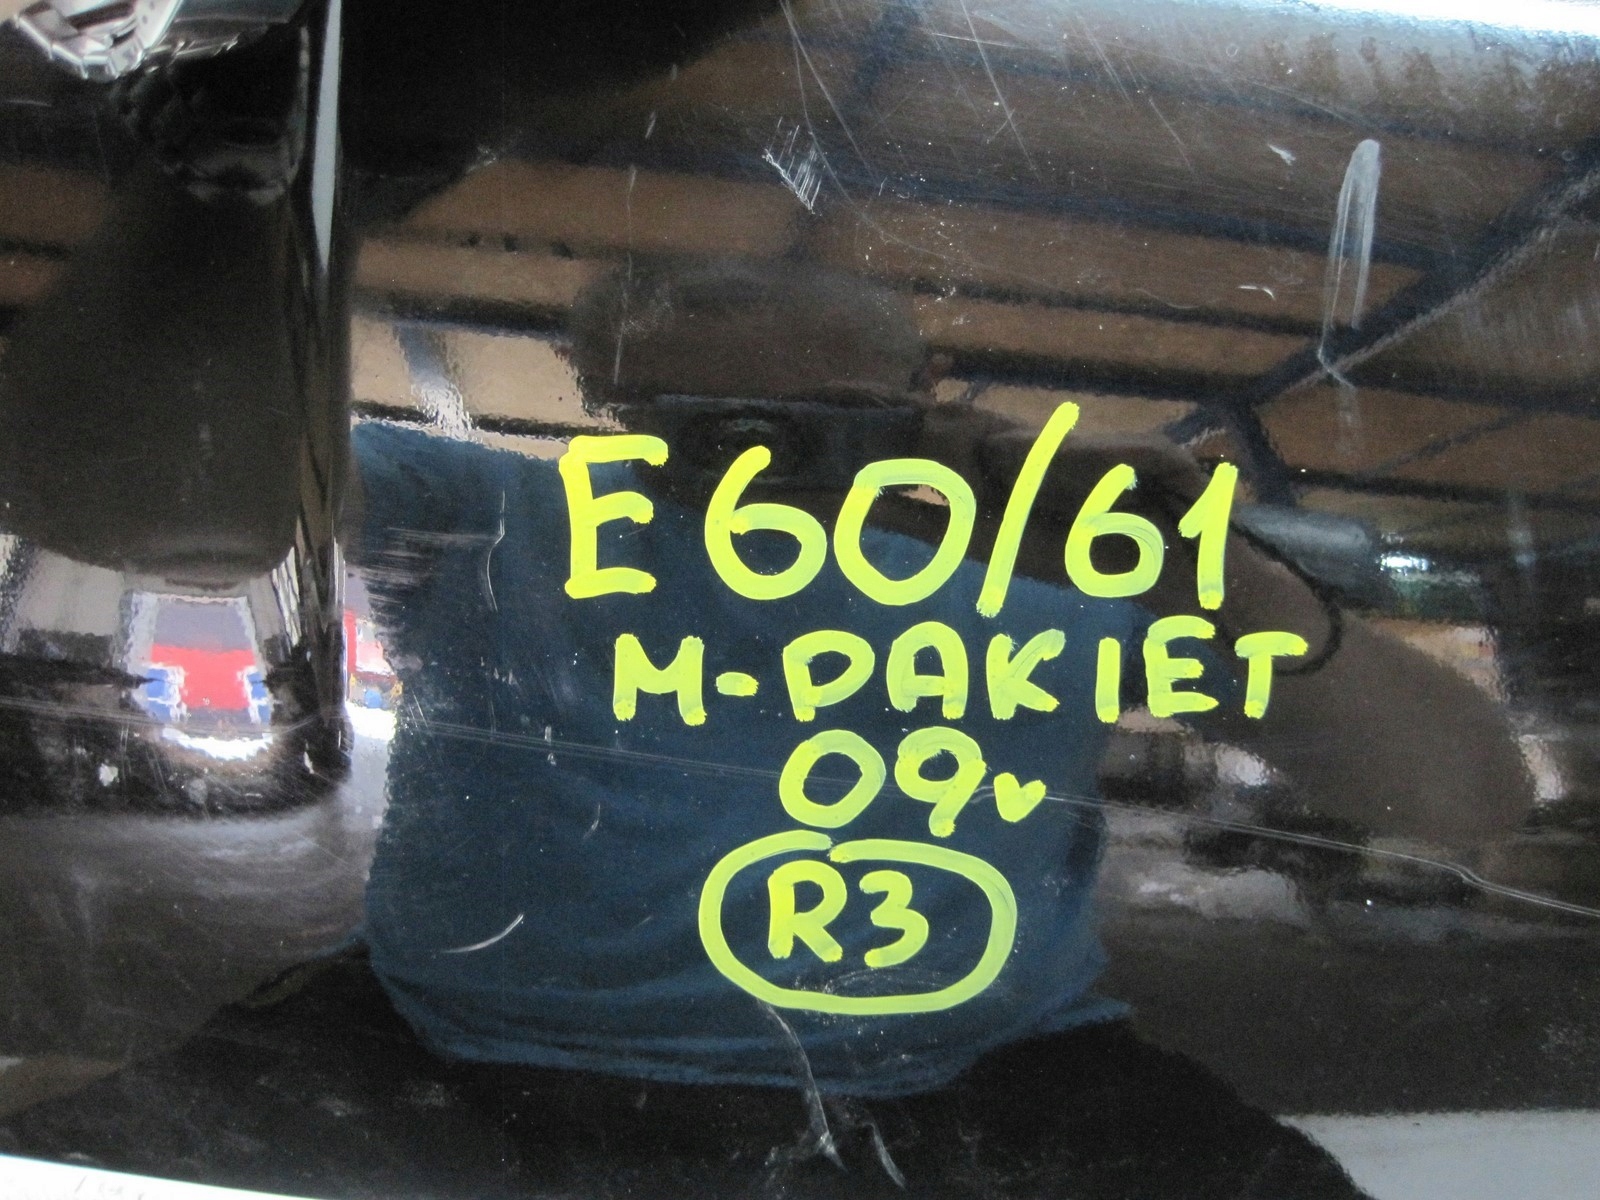 E60/61
M-PAKIET
09♥
R3